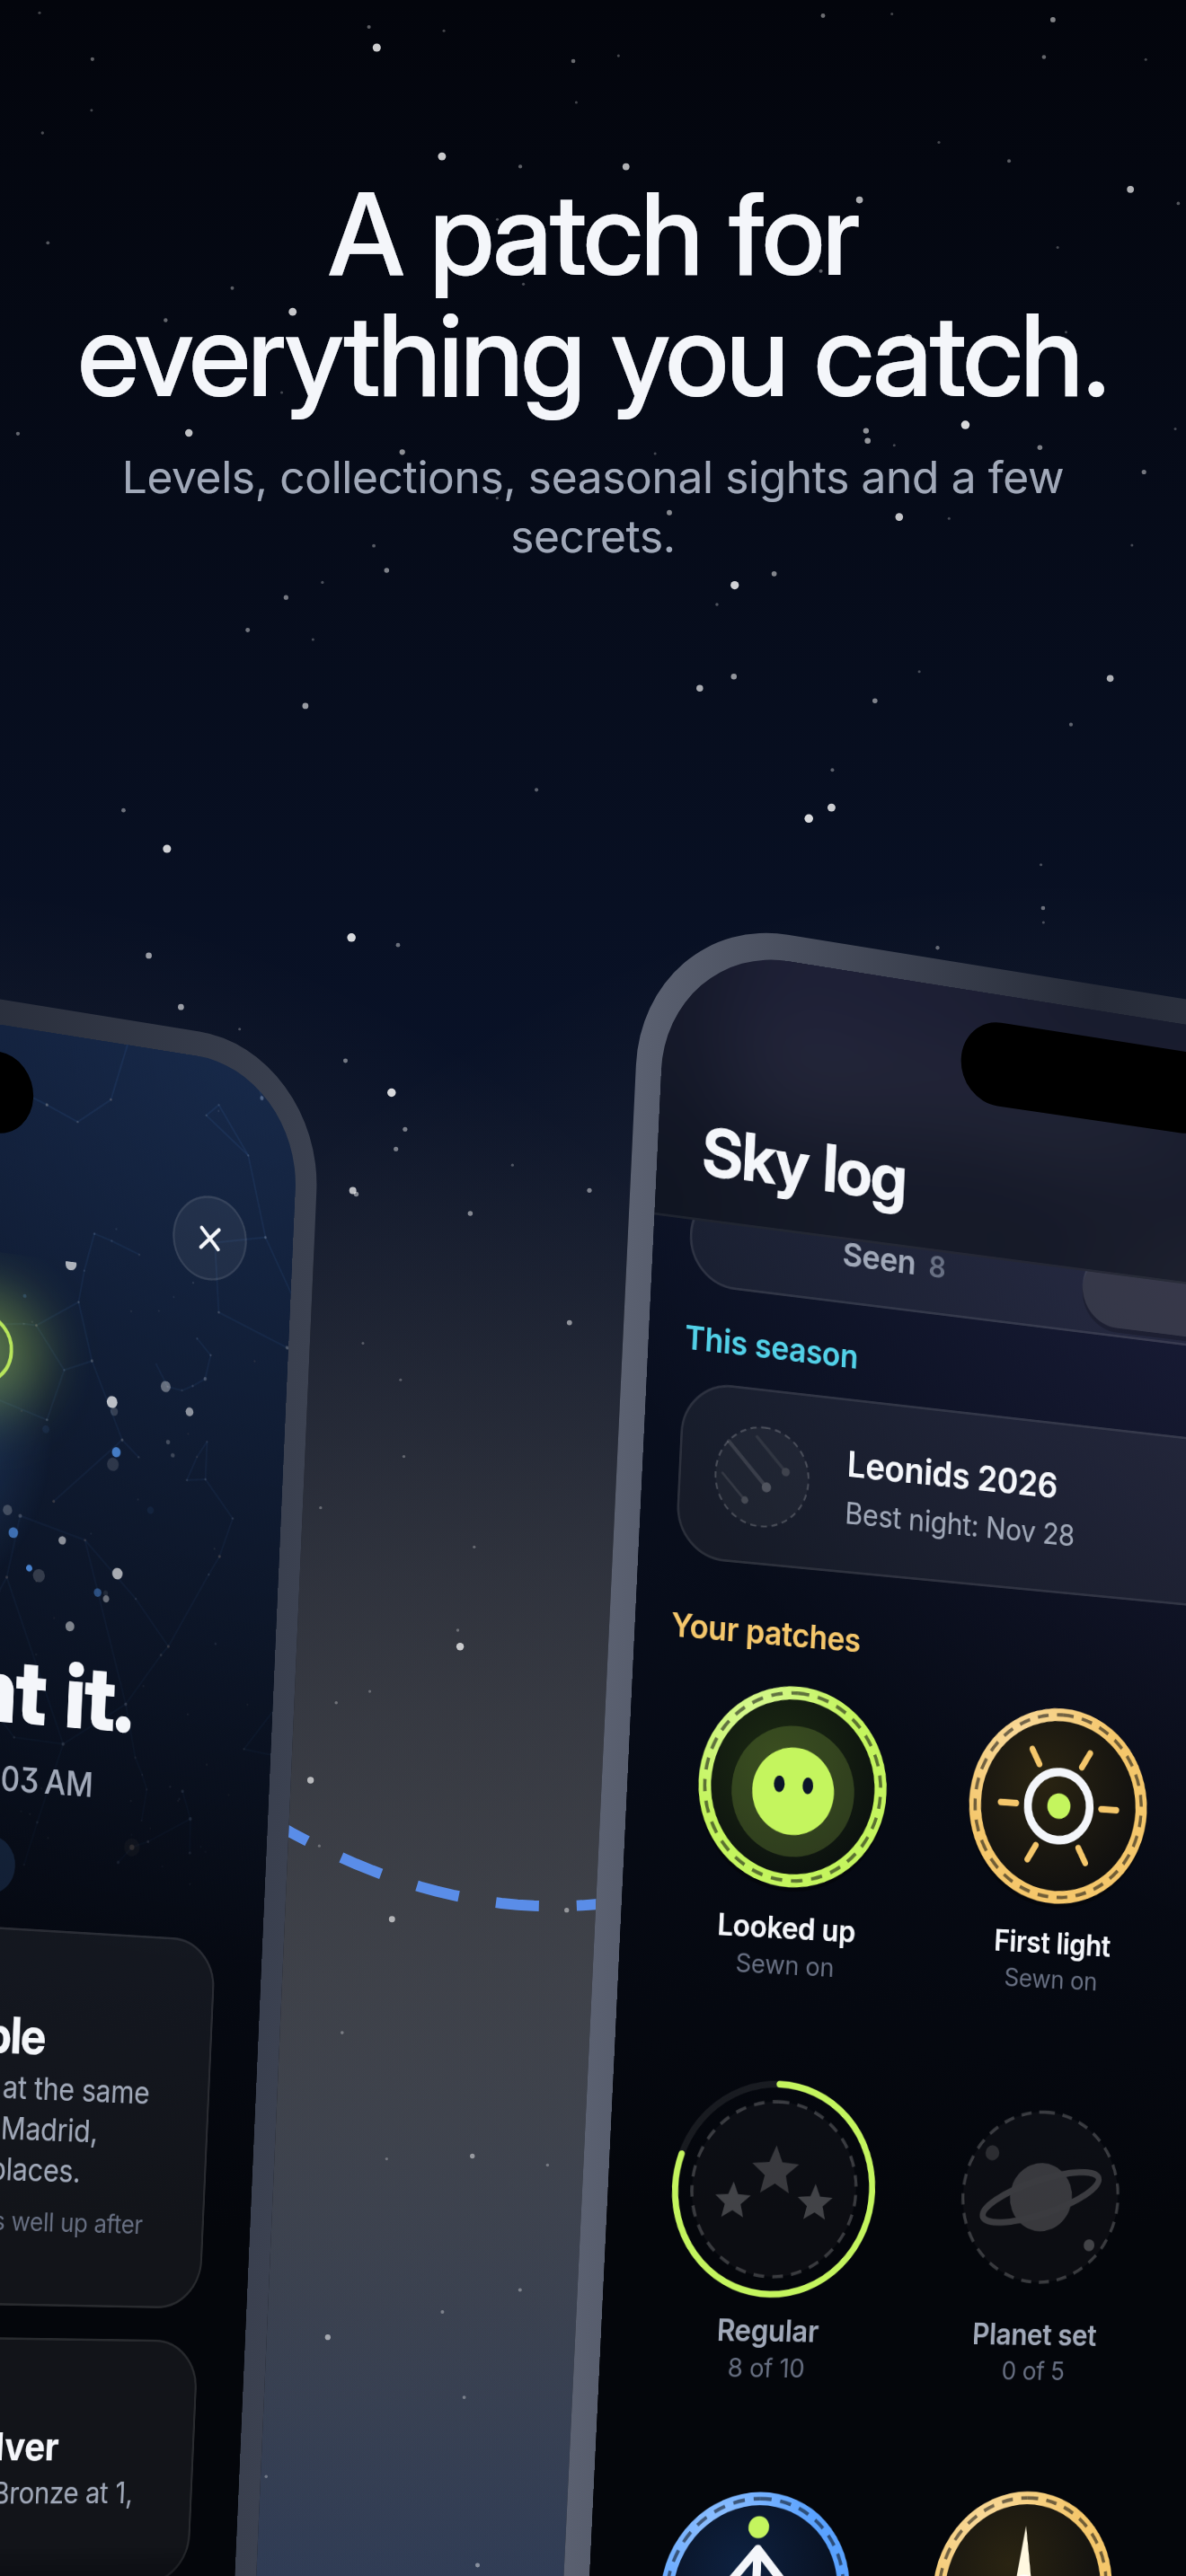 A patch for
everything you catch.
Levels, collections, seasonal sights and a few
secrets.
it.
03 AM
at the same
Madrid,
places.
well up after
Bronze at 1,
Sky log
Seen 8
This season
Leonids 2026
Best night: Nov 28
Your patches
Looked up
Sewn on
First light
Sewn on
Regular
8 of 10
Planet set
0 of 5